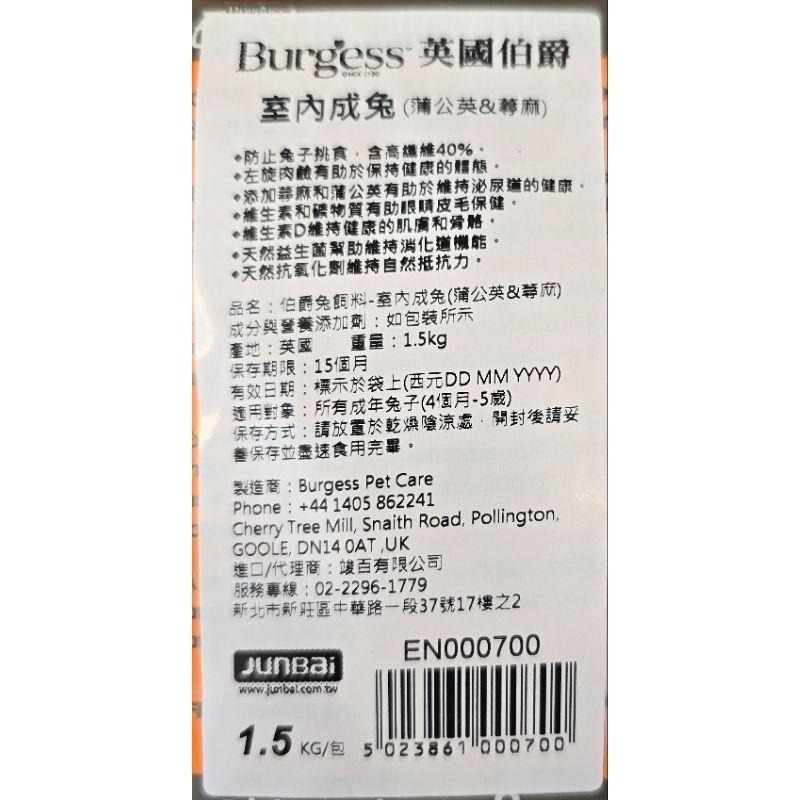 Burgess™ 英國伯爵
SINCE 1730
室內成兔(蒲公英&蕁麻)
◆防止兔子挑食，含高纖維40%。
◆左旋肉鹼有助於保持健康的體態。
◆添加蕁麻和蒲公英有助於維持泌尿道的健康。
◆維生素和礦物質有助眼睛皮毛保健。
◆維生素D維持健康的肌膚和骨骼。
◆天然益生菌幫助維持消化道機能。
◆天然抗氧化劑維持自然抵抗力。
品名：伯爵兔飼料-室內成兔(蒲公英&蕁麻)
成分與營養添加劑：如包裝所示
產地：英國 重量：1.5kg
保存期限：15個月
有效日期：標示於袋上(西元DD MM YYYY)
適用對象：所有成年兔子(4個月-5歲)
保存方式：請放置於乾燥陰涼處，開封後請妥
善保存並盡速食用完畢。
製造商：Burgess Pet Care
Phone：+44 1405 862241
Cherry Tree Mill, Snaith Road, Pollington,
GOOLE, DN14 0AT ,UK
進口/代理商：竣百有限公司
服務專線：02-2296-1779
新北市新莊區中華路一段37號17樓之2
JUNBAI
www.junbai.com.tw
EN000700
1.5 KG/包
5 023861 000700